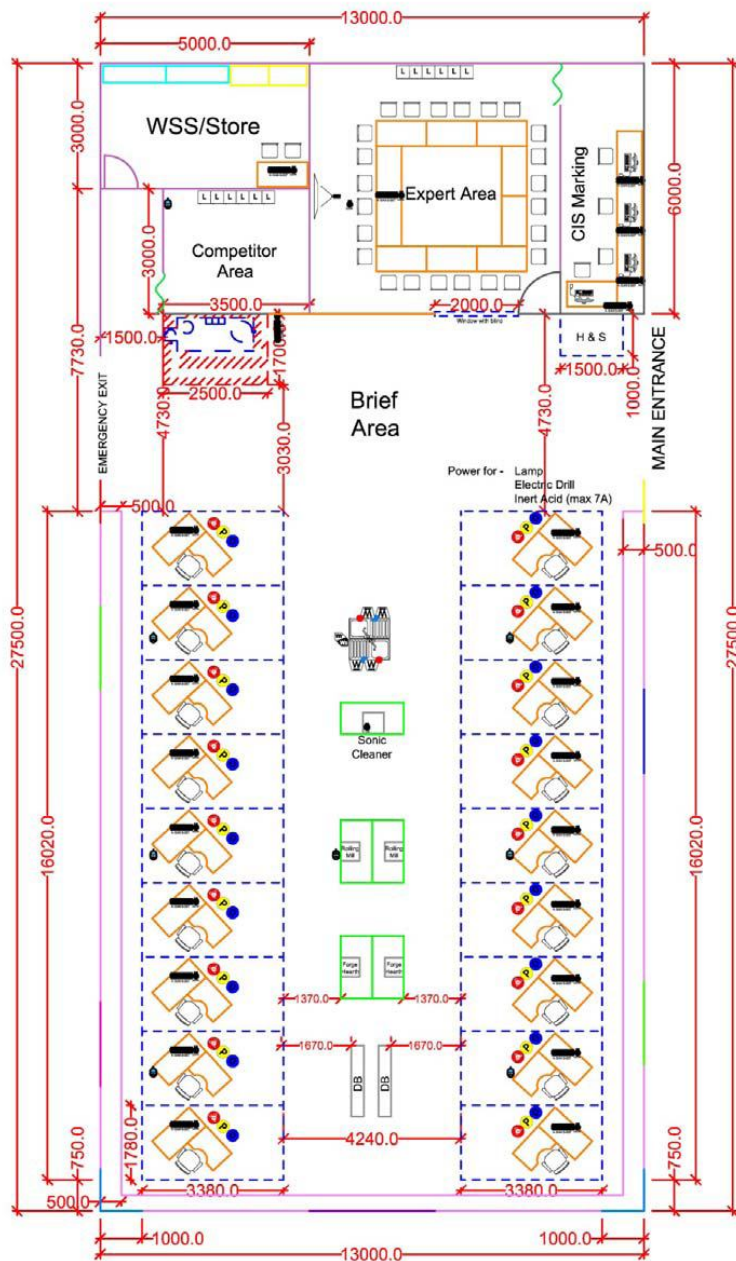 13000.0
5000.0
L L L L L L
WSS/Store
3000.0
Expert Area
CIS Marking
6000.0
27500.0
27500.0
L L L L L L
Competitor
Area
3000.0
3500.0
2000.0
Window with blind
H & S
1500.0
1700.0
1500.0
1000.0
7730.0
2500.0
Brief
Area
MAIN ENTRANCE
EMERGENCY EXIT
4730.0
3030.0
4730.0
Power for - Lamp
Electric Drill
Inert Acid (max 7A)
500.0
500.0
P
P
P
P
P
P
Sonic
Cleaner
P
P
16020.0
16020.0
P
P
Rolling
Mill
Rolling
Mill
P
P
P
P
Forge
Hearth
Forge
Hearth
1370.0
1370.0
P
P
1670.0
1670.0
DB
DB
P
P
1780.0
4240.0
750.0
750.0
500.0
3380.0
3380.0
1000.0
1000.0
13000.0